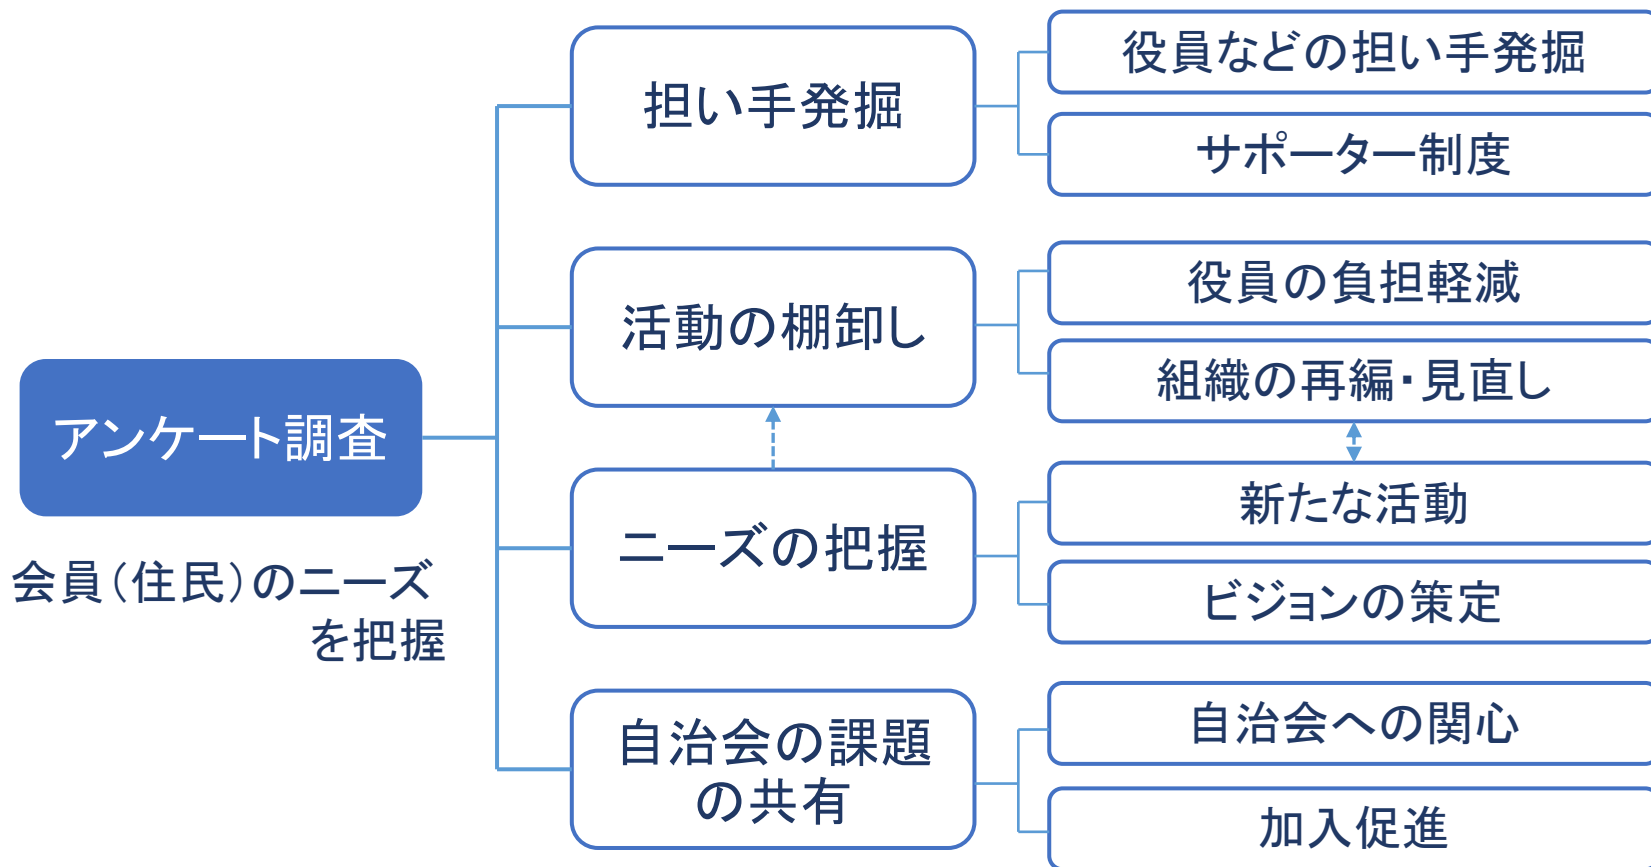 アンケート調査
会員（住民）のニーズ
を把握
担い手発掘
役員などの担い手発掘
サポーター制度
活動の棚卸し
役員の負担軽減
組織の再編・見直し
ニーズの把握
新たな活動
ビジョンの策定
自治会の課題
の共有
自治会への関心
加入促進